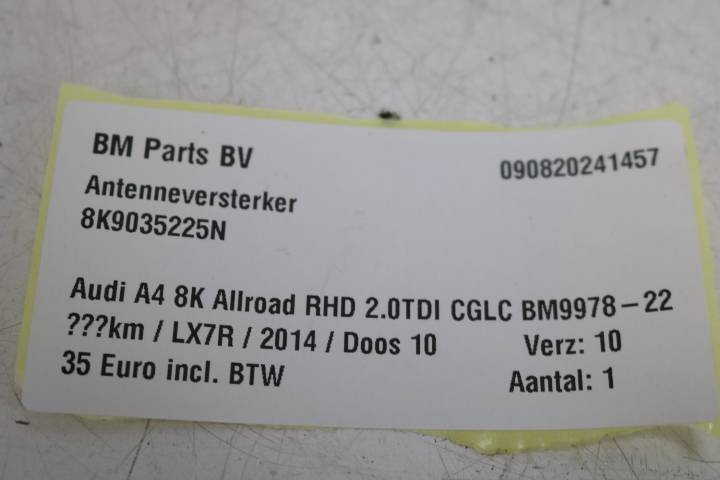 BM Parts BV 090820241457
Antenneversterker
8K9035225N
Audi A4 8K Allroad RHD 2.0TDI CGLC BM9978-22
???km / LX7R / 2014 / Doos 10 Verz: 10
35 Euro incl. BTW Aantal: 1